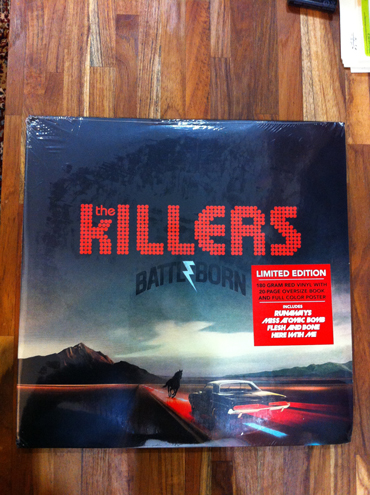 the
KILLERS
BATTLE BORN
LIMITED EDITION
180 GRAM RED VINYL WITH
20 PAGE OVERSIZE BOOK
AND FULL COLOR POSTER
INCLUDES
RUNAWAYS
MISS ATOMIC BOMB
FLESH AND BONE
HERE WITH ME